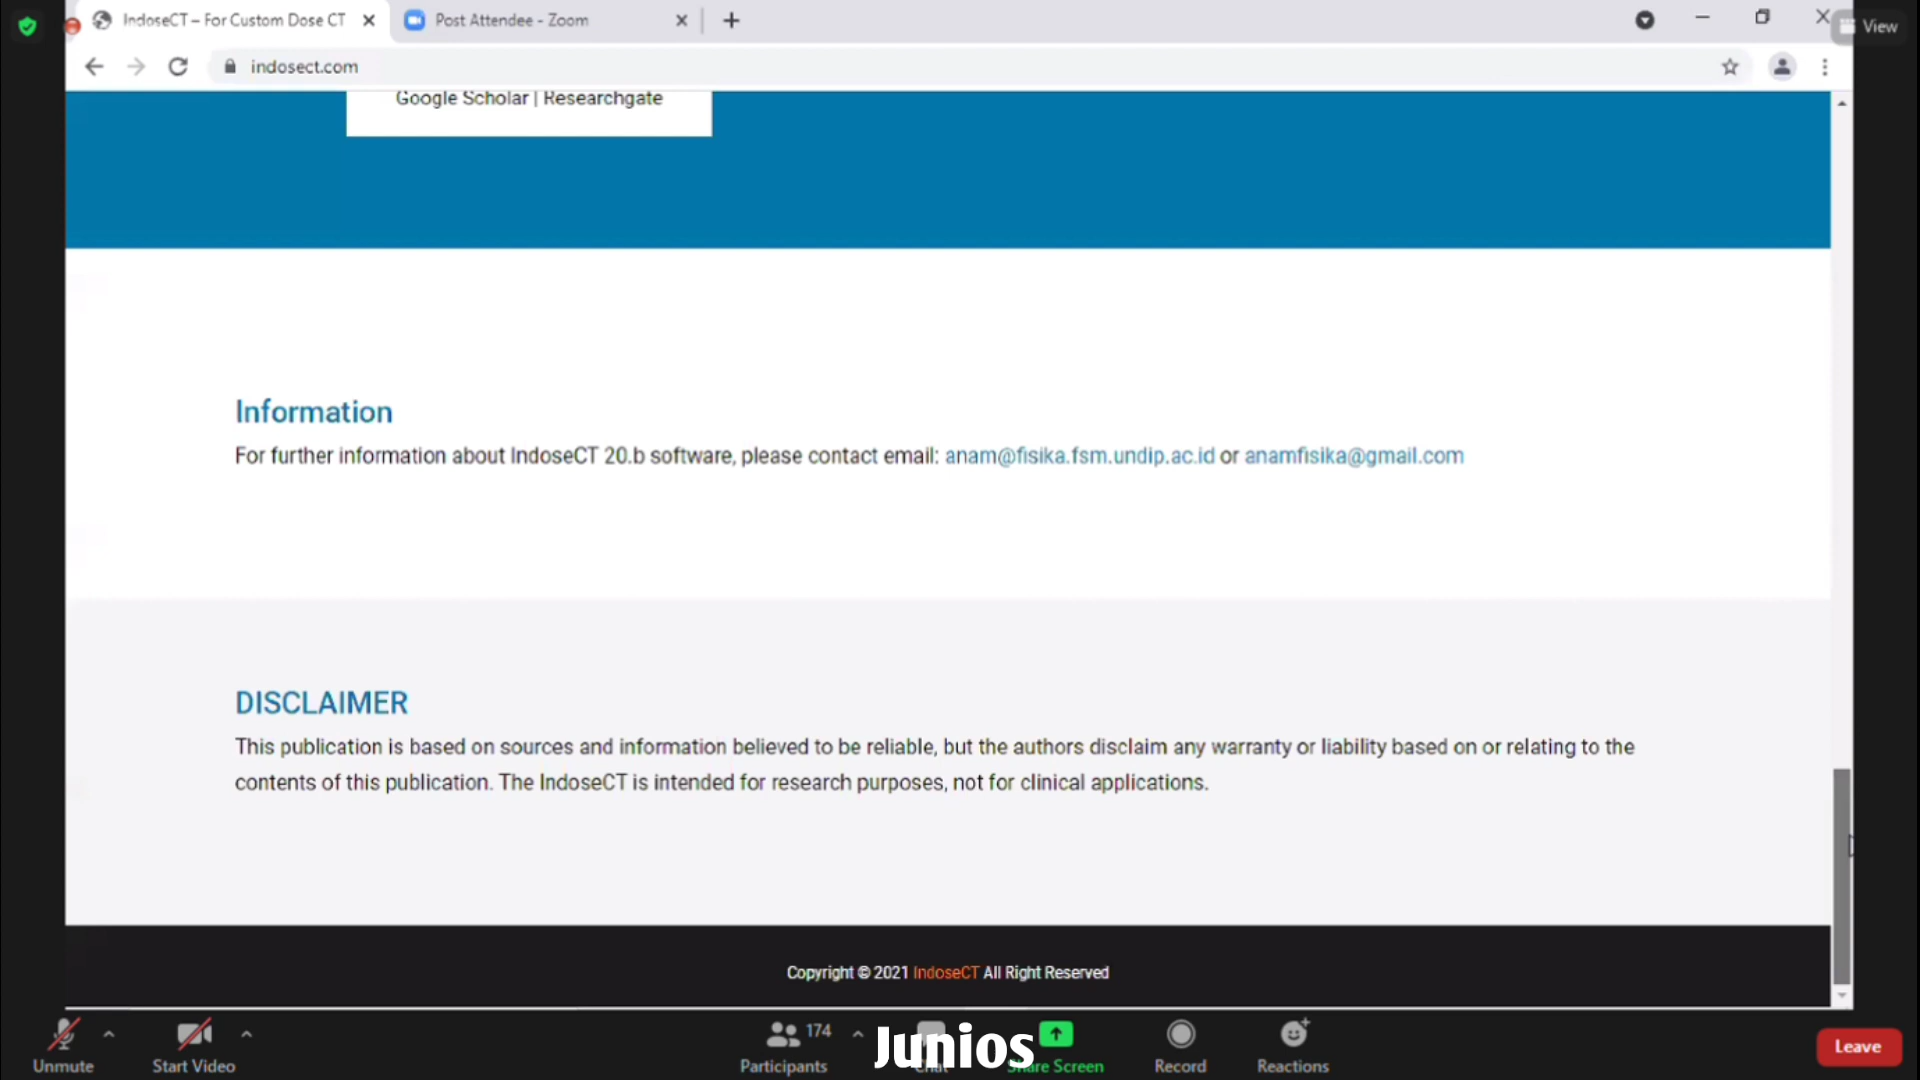 IndoseCT – For Custom Dose CT
Post Attendee - Zoom
View
indosect.com
Google Scholar | Researchgate
Information
For further information about IndoseCT 20.b software, please contact email: anam@fisika.fsm.undip.ac.id or anamfisika@gmail.com
DISCLAIMER
This publication is based on sources and information believed to be reliable, but the authors disclaim any warranty or liability based on or relating to the
contents of this publication. The IndoseCT is intended for research purposes, not for clinical applications.
Copyright © 2021 IndoseCT All Right Reserved
174
Junios
Unmute
Start Video
Participants
Chat
Share Screen
Record
Reactions
Leave